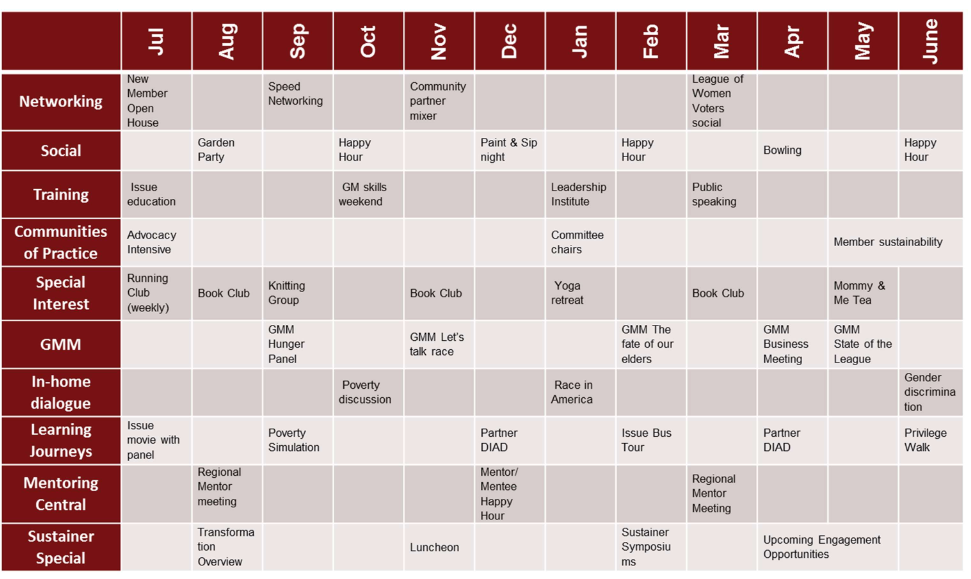 Jul Aug Sep Oct Nov Dec Jan Feb Mar Apr May June
Networking
New
Member
Open
House
Speed
Networking
Community
partner
mixer
League of
Women
Voters
social
Social
Garden
Party
Happy
Hour
Paint & Sip
night
Happy
Hour
Bowling
Happy
Hour
Training
Issue
education
GM skills
weekend
Leadership
Institute
Public
speaking
Communities
of Practice
Advocacy
Intensive
Committee
chairs
Member sustainability
Special
Interest
Running
Club
(weekly)
Book Club
Knitting
Group
Book Club
Yoga
retreat
Book Club
Mommy &
Me Tea
GMM
GMM
Hunger
Panel
GMM Let's
talk race
GMM The
fate of our
elders
GMM
Business
Meeting
GMM
State of the
League
In-home
dialogue
Poverty
discussion
Race in
America
Gender
discrimina
tion
Learning
Journeys
Issue
movie with
panel
Poverty
Simulation
Partner
DIAD
Issue Bus
Tour
Partner
DIAD
Privilege
Walk
Mentoring
Central
Regional
Mentor
meeting
Mentor/
Mentee
Happy
Hour
Regional
Mentor
Meeting
Sustainer
Special
Transforma
tion
Overview
Luncheon
Sustainer
Symposiu
ms
Upcoming Engagement
Opportunities